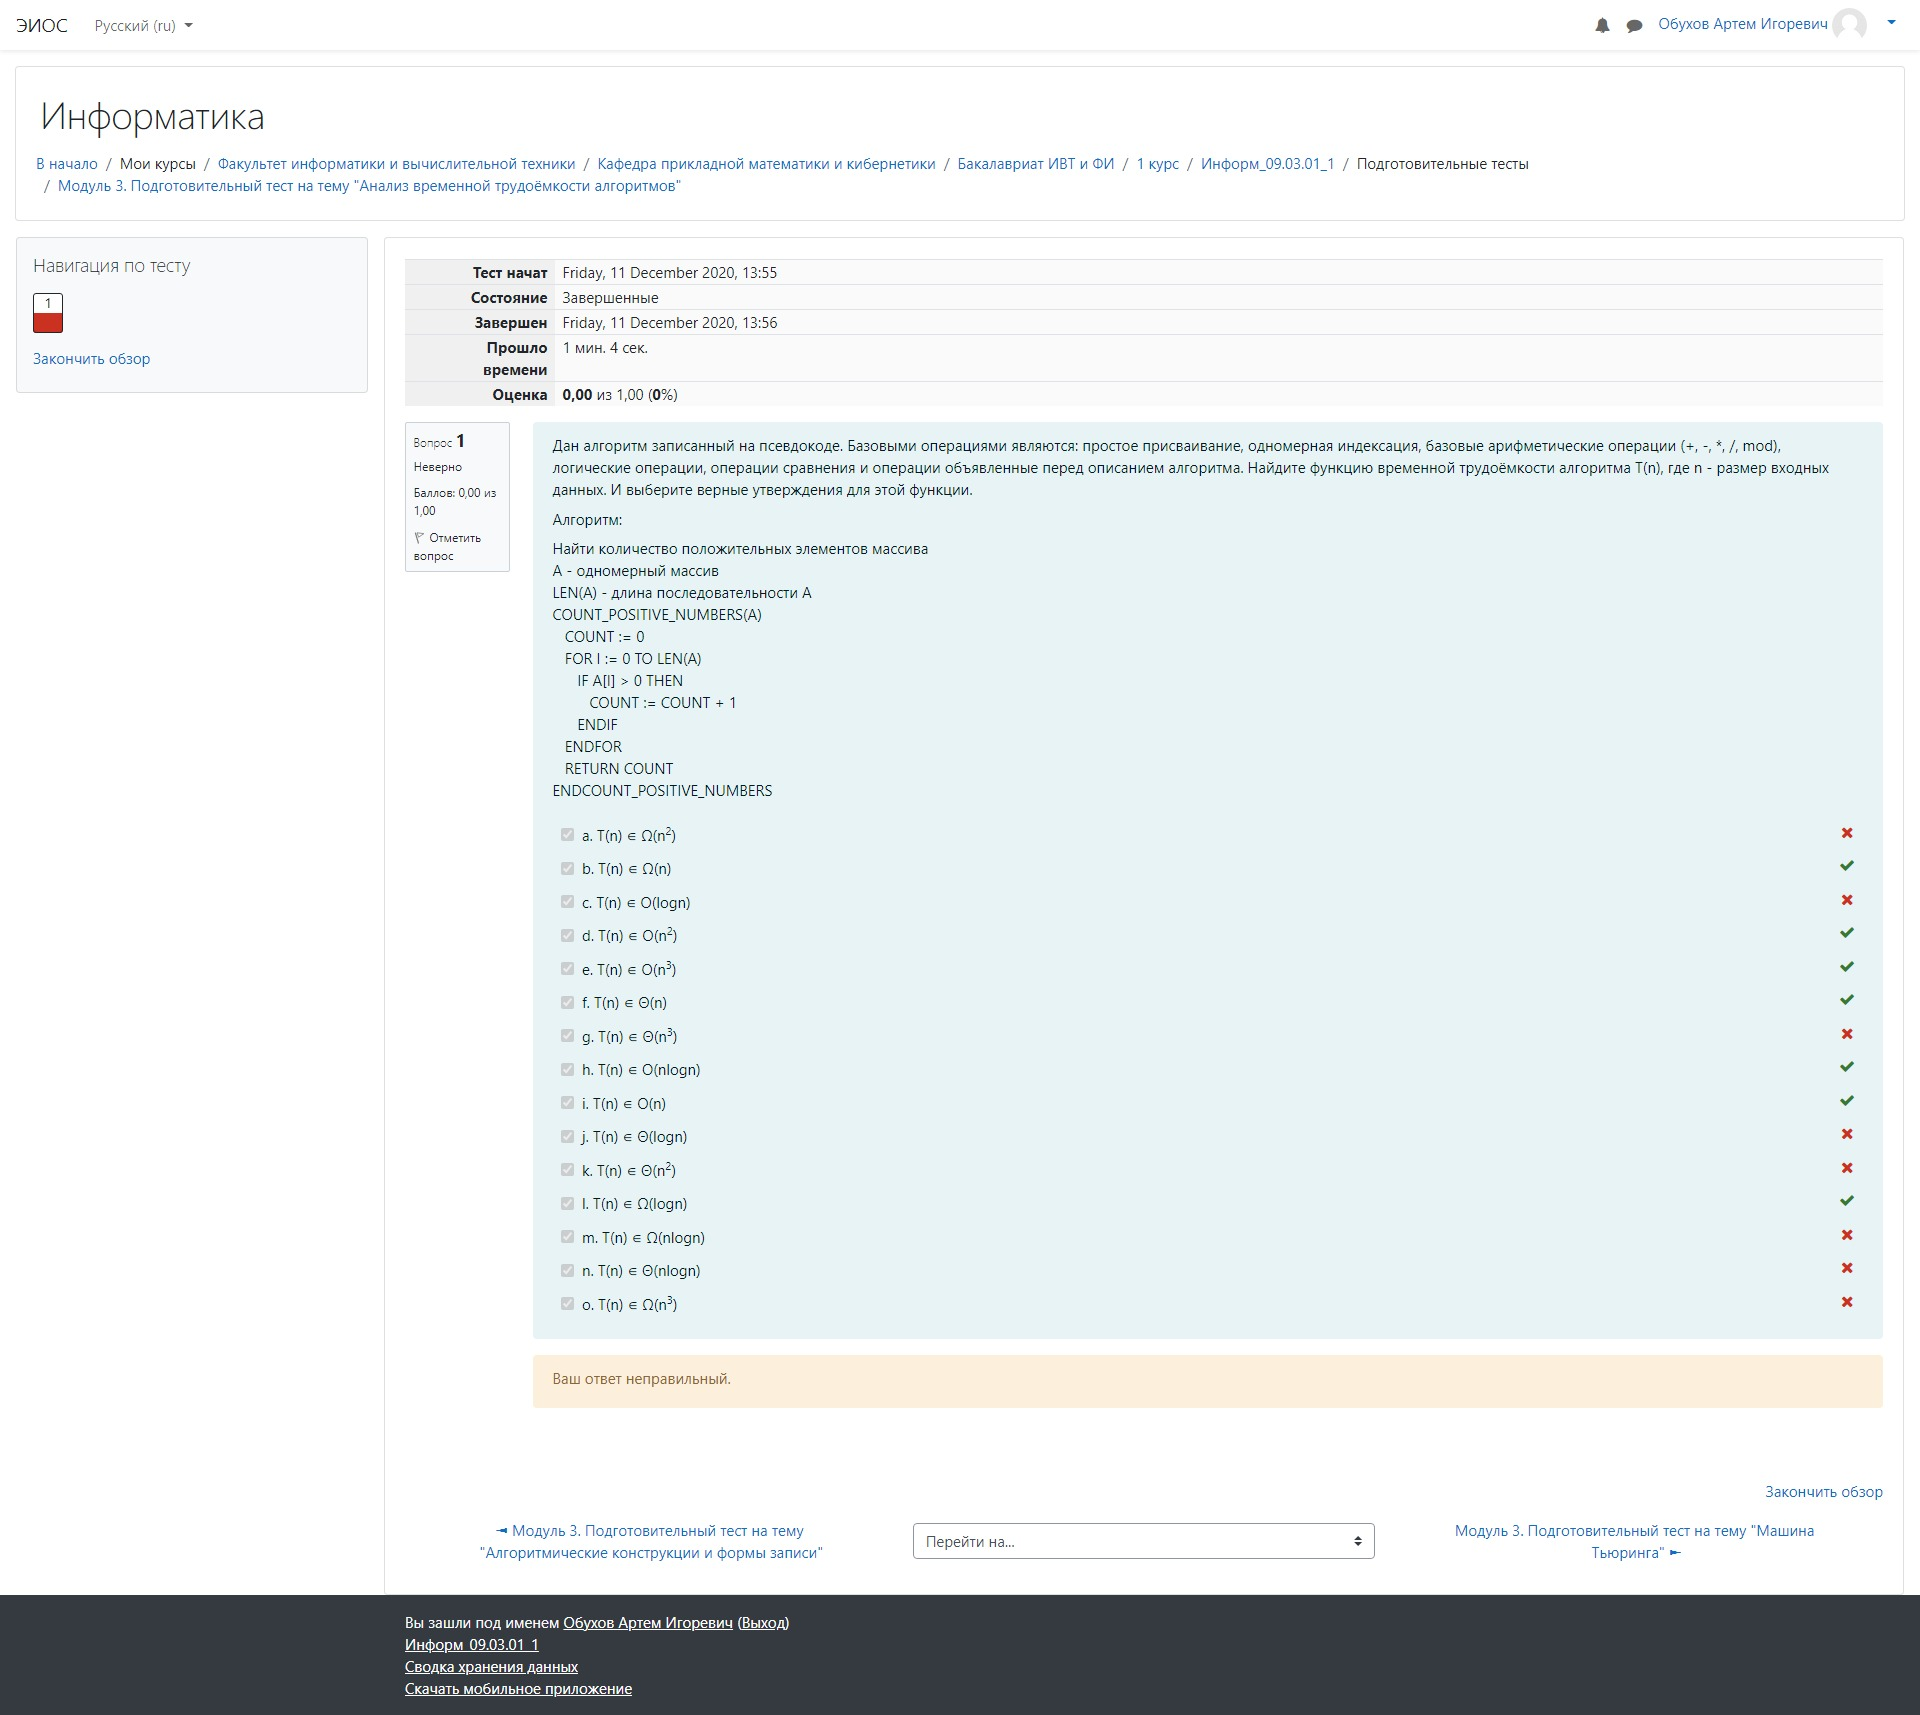 ЭИОС Русский (ru) Обухов Артем Игоревич
Информатика
В начало / Мои курсы / Факультет информатики и вычислительной техники / Кафедра прикладной математики и кибернетики / Бакалавриат ИВТ и ФИ / 1 курс / Информ_09.03.01_1 / Подготовительные тесты
/ Модуль 3. Подготовительный тест на тему "Анализ временной трудоёмкости алгоритмов"
Навигация по тесту
1
Закончить обзор
Тест начат Friday, 11 December 2020, 13:55
Состояние Завершенные
Завершен Friday, 11 December 2020, 13:56
Прошло 1 мин. 4 сек.
времени
Оценка 0,00 из 1,00 (0%)
Вопрос 1
Неверно
Баллов: 0,00 из
1,00
Отметить
вопрос
Дан алгоритм записанный на псевдокоде. Базовыми операциями являются: простое присваивание, одномерная индексация, базовые арифметические операции (+, -, *, /, mod),
логические операции, операции сравнения и операции объявленные перед описанием алгоритма. Найдите функцию временной трудоёмкости алгоритма T(n), где n - размер входных
данных. И выберите верные утверждения для этой функции.
Алгоритм:
Найти количество положительных элементов массива
A - одномерный массив
LEN(A) - длина последовательности A
COUNT_POSITIVE_NUMBERS(A)
COUNT := 0
FOR I := 0 TO LEN(A)
IF A[I] > 0 THEN
COUNT := COUNT + 1
ENDIF
ENDFOR
RETURN COUNT
ENDCOUNT_POSITIVE_NUMBERS
a. T(n) ∈ Ω(n²)
b. T(n) ∈ Ω(n)
c. T(n) ∈ O(logn)
d. T(n) ∈ O(n²)
e. T(n) ∈ O(n³)
f. T(n) ∈ Θ(n)
g. T(n) ∈ Θ(n³)
h. T(n) ∈ O(nlogn)
i. T(n) ∈ O(n)
j. T(n) ∈ Θ(logn)
k. T(n) ∈ Θ(n²)
l. T(n) ∈ Ω(logn)
m. T(n) ∈ Ω(nlogn)
n. T(n) ∈ Θ(nlogn)
o. T(n) ∈ Ω(n³)
Ваш ответ неправильный.
Закончить обзор
◄ Модуль 3. Подготовительный тест на тему
"Алгоритмические конструкции и формы записи"
Перейти на...
Модуль 3. Подготовительный тест на тему "Машина
Тьюринга" ►
Вы зашли под именем Обухов Артем Игоревич (Выход)
Информ_09.03.01_1
Сводка хранения данных
Скачать мобильное приложение